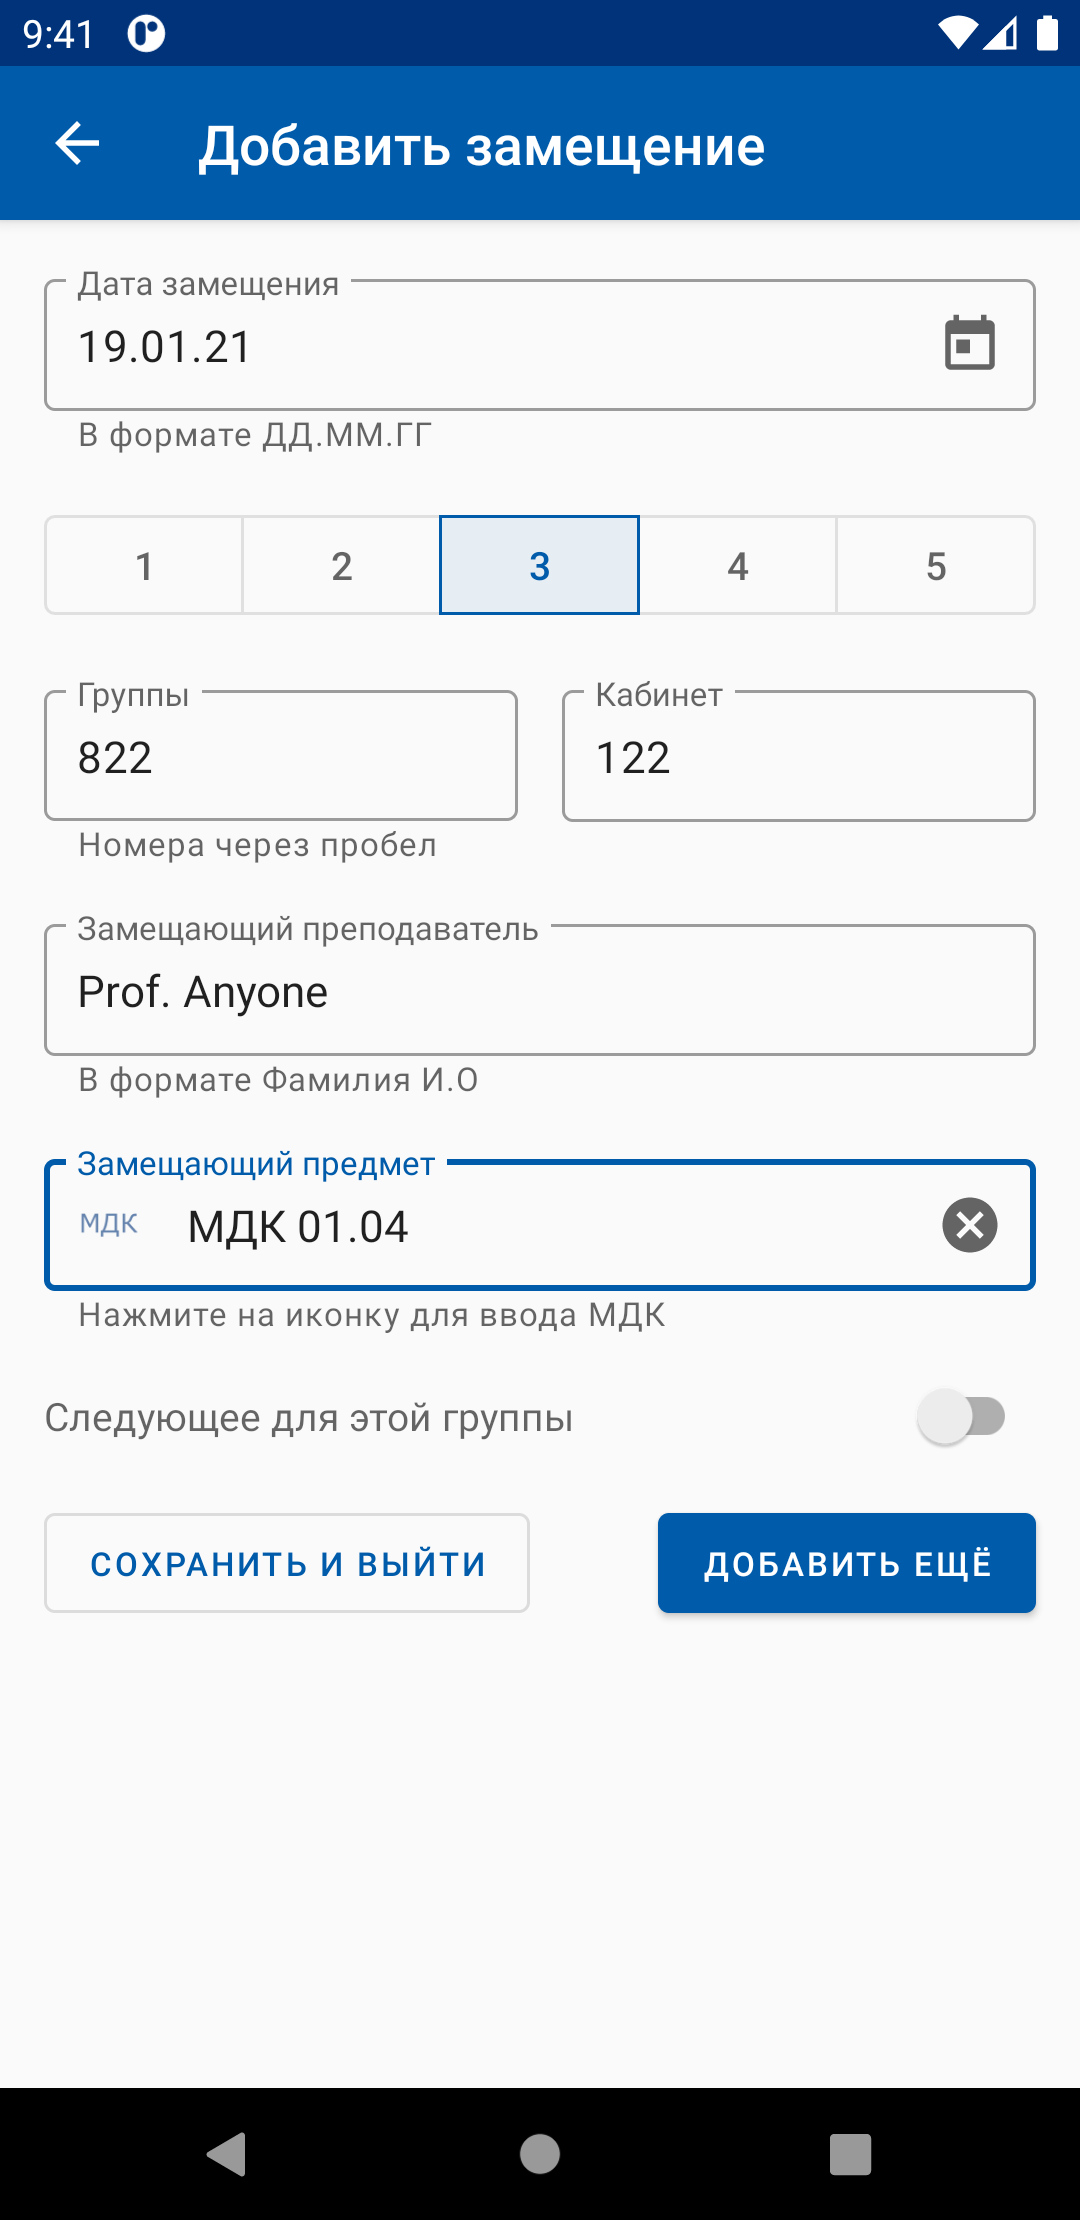 9:41
Добавить замещение
Дата замещения
19.01.21
В формате ДД.ММ.ГГ
1 2 3 4 5
Группы Кабинет
822 122
Номера через пробел
Замещающий преподаватель
Prof. Anyone
В формате Фамилия И.О
Замещающий предмет
МДК МДК 01.04
Нажмите на иконку для ввода МДК
Следующее для этой группы
СОХРАНИТЬ И ВЫЙТИ ДОБАВИТЬ ЕЩЁ